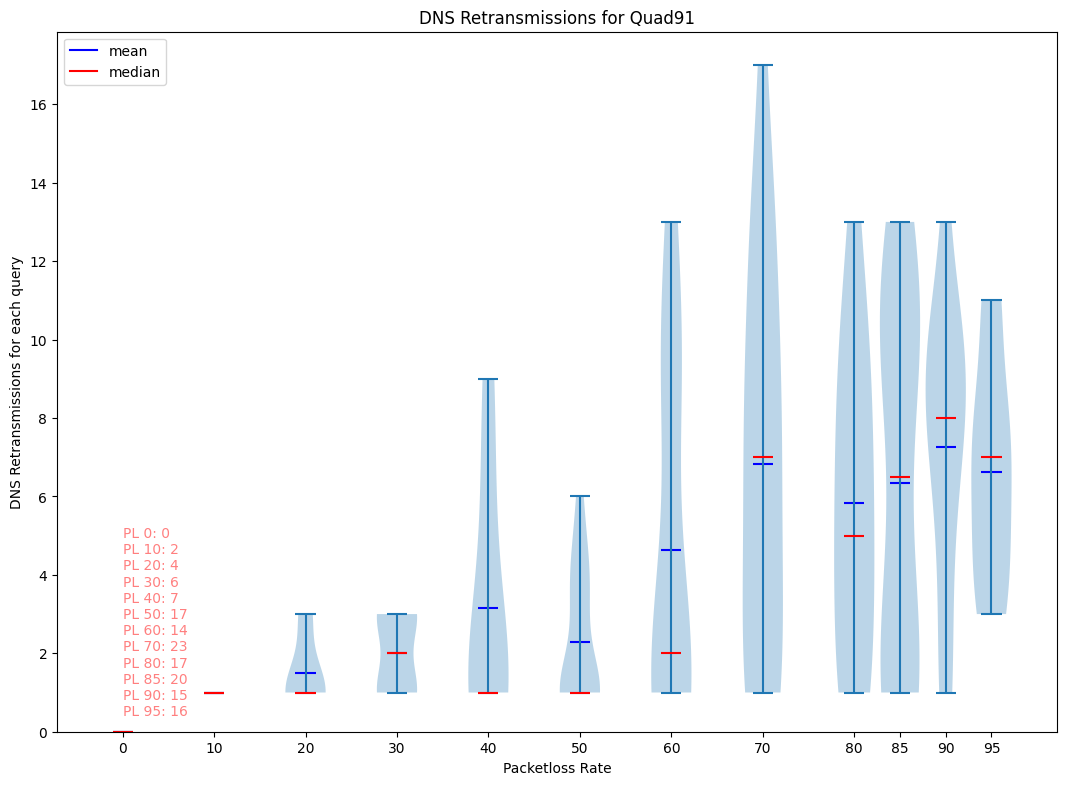 DNS Retransmissions for Quad91
mean
median
DNS Retransmissions for each query
16
14
12
10
8
6
4
2
0
PL 0: 0
PL 10: 2
PL 20: 4
PL 30: 6
PL 40: 7
PL 50: 17
PL 60: 14
PL 70: 23
PL 80: 17
PL 85: 20
PL 90: 15
PL 95: 16
0 10 20 30 40 50 60 70 80 85 90 95
Packetloss Rate